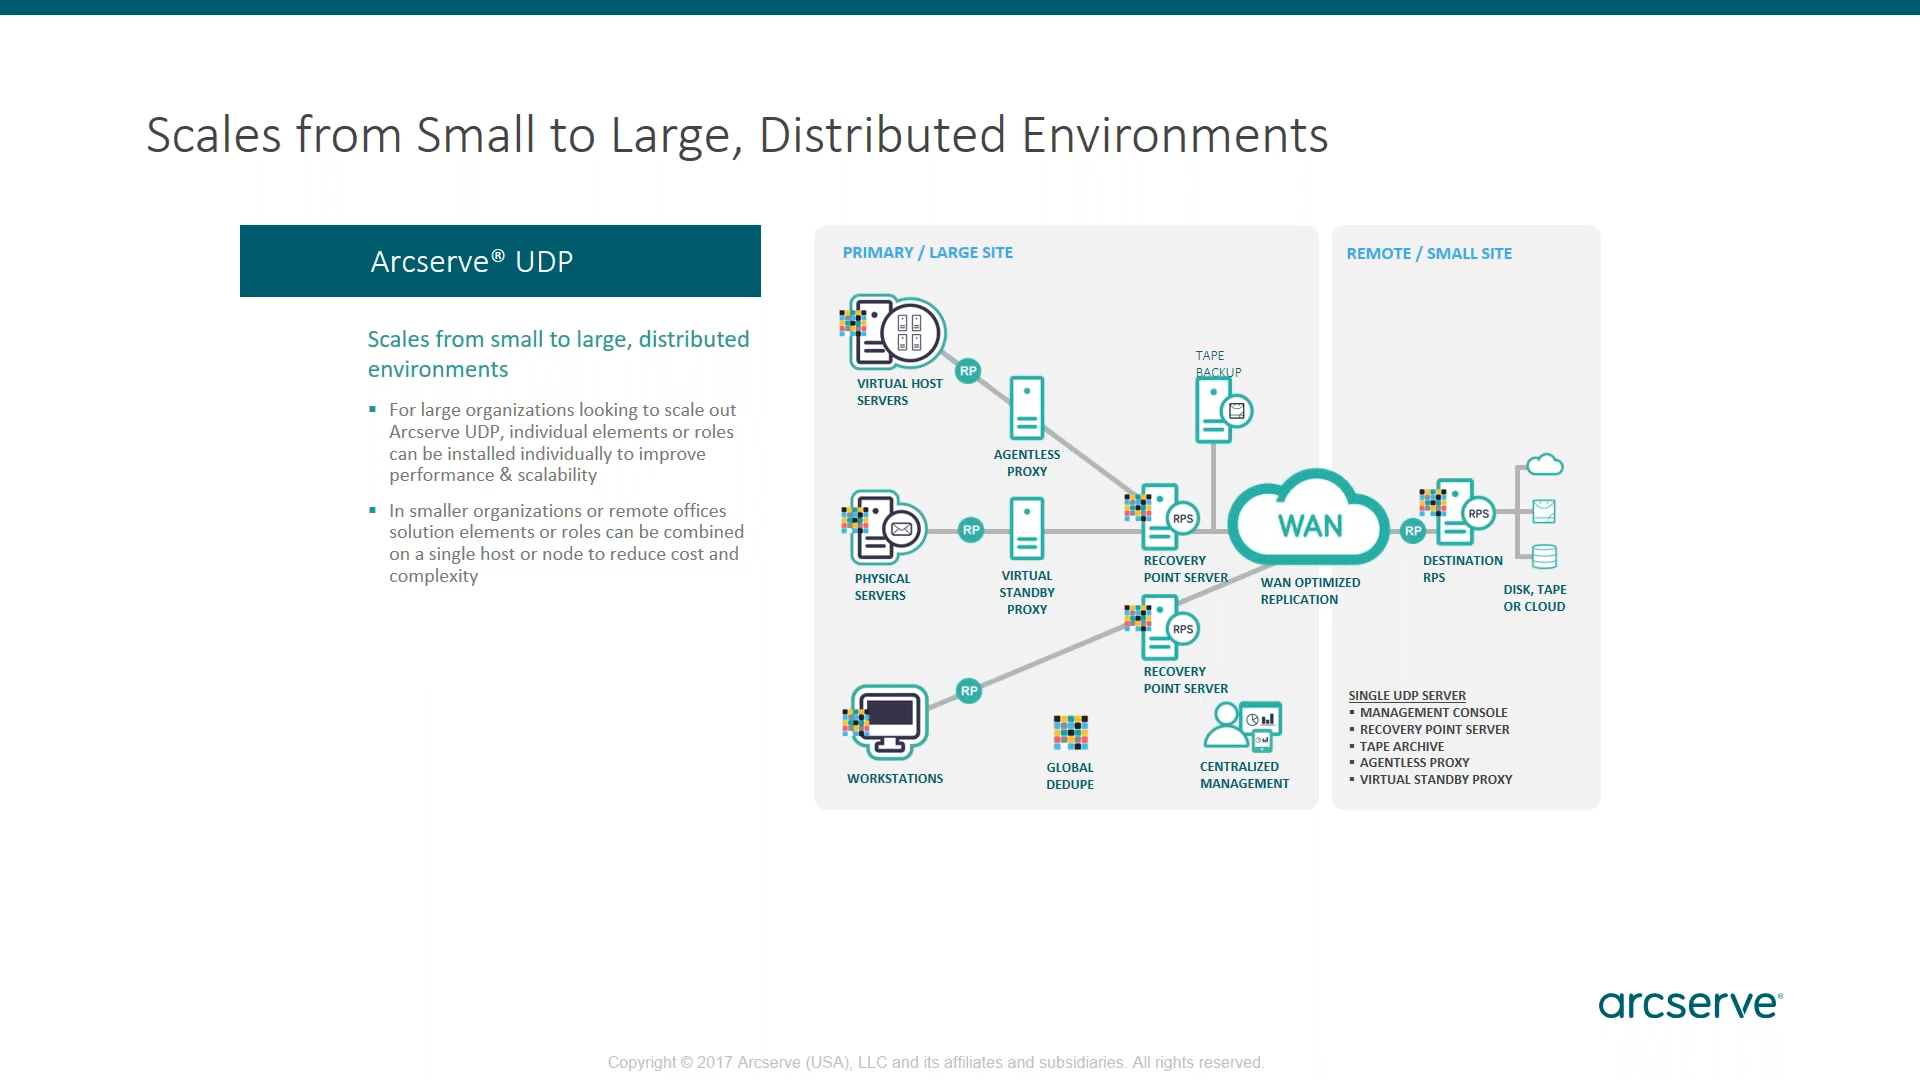 Scales from Small to Large, Distributed Environments
Arcserve® UDP
Scales from small to large, distributed
environments
▪ For large organizations looking to scale out
Arcserve UDP, individual elements or roles
can be installed individually to improve
performance & scalability
▪ In smaller organizations or remote offices
solution elements or roles can be combined
on a single host or node to reduce cost and
complexity
PRIMARY / LARGE SITE
VIRTUAL HOST
SERVERS
RP
AGENTLESS
PROXY
TAPE
BACKUP
PHYSICAL
SERVERS
RP
VIRTUAL
STANDBY
PROXY
RPS
RECOVERY
POINT SERVER
WAN
WAN OPTIMIZED
REPLICATION
RPS
RECOVERY
POINT SERVER
RP
WORKSTATIONS
GLOBAL
DEDUPE
CENTRALIZED
MANAGEMENT
REMOTE / SMALL SITE
RP
RPS
DESTINATION
RPS
DISK, TAPE
OR CLOUD
SINGLE UDP SERVER
▪ MANAGEMENT CONSOLE
▪ RECOVERY POINT SERVER
▪ TAPE ARCHIVE
▪ AGENTLESS PROXY
▪ VIRTUAL STANDBY PROXY
arcserve®
Copyright © 2017 Arcserve (USA), LLC and its affiliates and subsidiaries. All rights reserved.